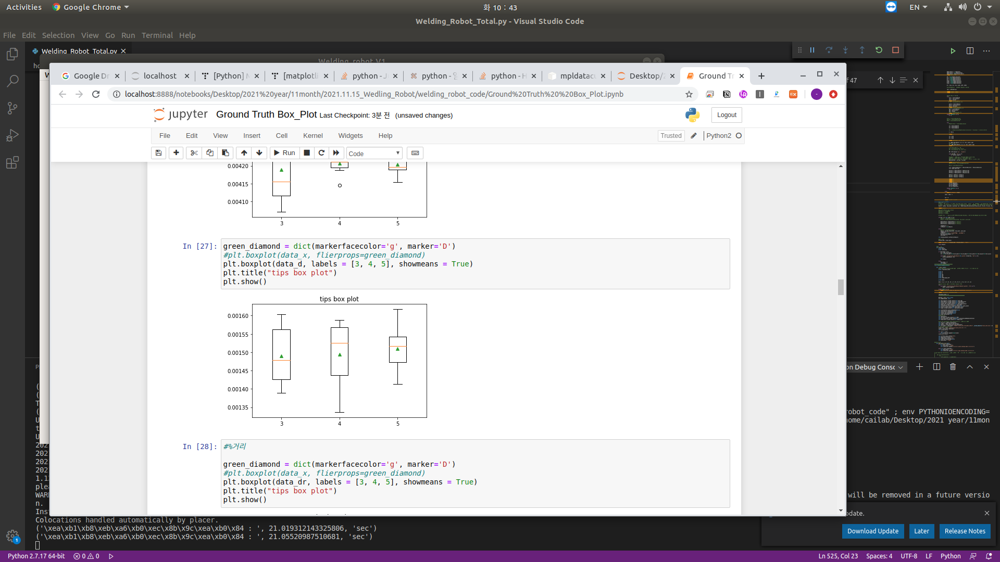 Activities Google Chrome 화 10 : 43 EN
Welding_Robot_Total.py - Visual Studio Code
File Edit Selection View Go Run Terminal Help
Welding_Robot_Total.py
Welding_robot V1
Google Dr localhost [Python] [matplotli python - python - python - H mpldatacu Desktop/2 Ground Tr
f 47
localhost:8888/notebooks/Desktop/2021%20year/11month/2021.11.15_Wedling_Robot/welding_robot_code/Ground%20Truth%20%20Box_Plot.ipynb
jupyter Ground Truth Box_Plot Last Checkpoint: 3분 전 (unsaved changes) Logout
File Edit View Insert Cell Kernel Widgets Help Trusted Python2
Run Code
0.00420
0.00415
0.00410
3 4 5
In [27]: green_diamond = dict(markerfacecolor='g', marker='D')
#plt.boxplot(data_x, flierprops=green_diamond)
plt.boxplot(data_d, labels = [3, 4, 5], showmeans = True)
plt.title("tips box plot")
plt.show()
tips box plot
0.00160
0.00155
0.00150
0.00145
0.00140
0.00135
3 4 5
on Debug Consc
In [28]: #%거리
green_diamond = dict(markerfacecolor='g', marker='D')
#plt.boxplot(data_x, flierprops=green_diamond)
plt.boxplot(data_dr, labels = [3, 4, 5], showmeans = True)
plt.title("tips box plot")
plt.show()
robot_code" ; env PYTHONIOENCODING=
home/cailab/Desktop/2021 year/11mon
will be removed in a future versio
n.
Colocations handled automatically by placer.
('\xea\xb1\xb8\xeb\xa6\xb0\xec\x8b\x9c\xea\xb0\x84 : ', 21.019312143325806, 'sec')
('\xea\xb1\xb8\xeb\xa6\xb0\xec\x8b\x9c\xea\xb0\x84 : ', 21.05520987510681, 'sec')
pdate.
Download Update Later Release Notes
Python 2.7.17 64-bit 0 0 Ln 525, Col 23 Spaces: 4 UTF-8 LF Python